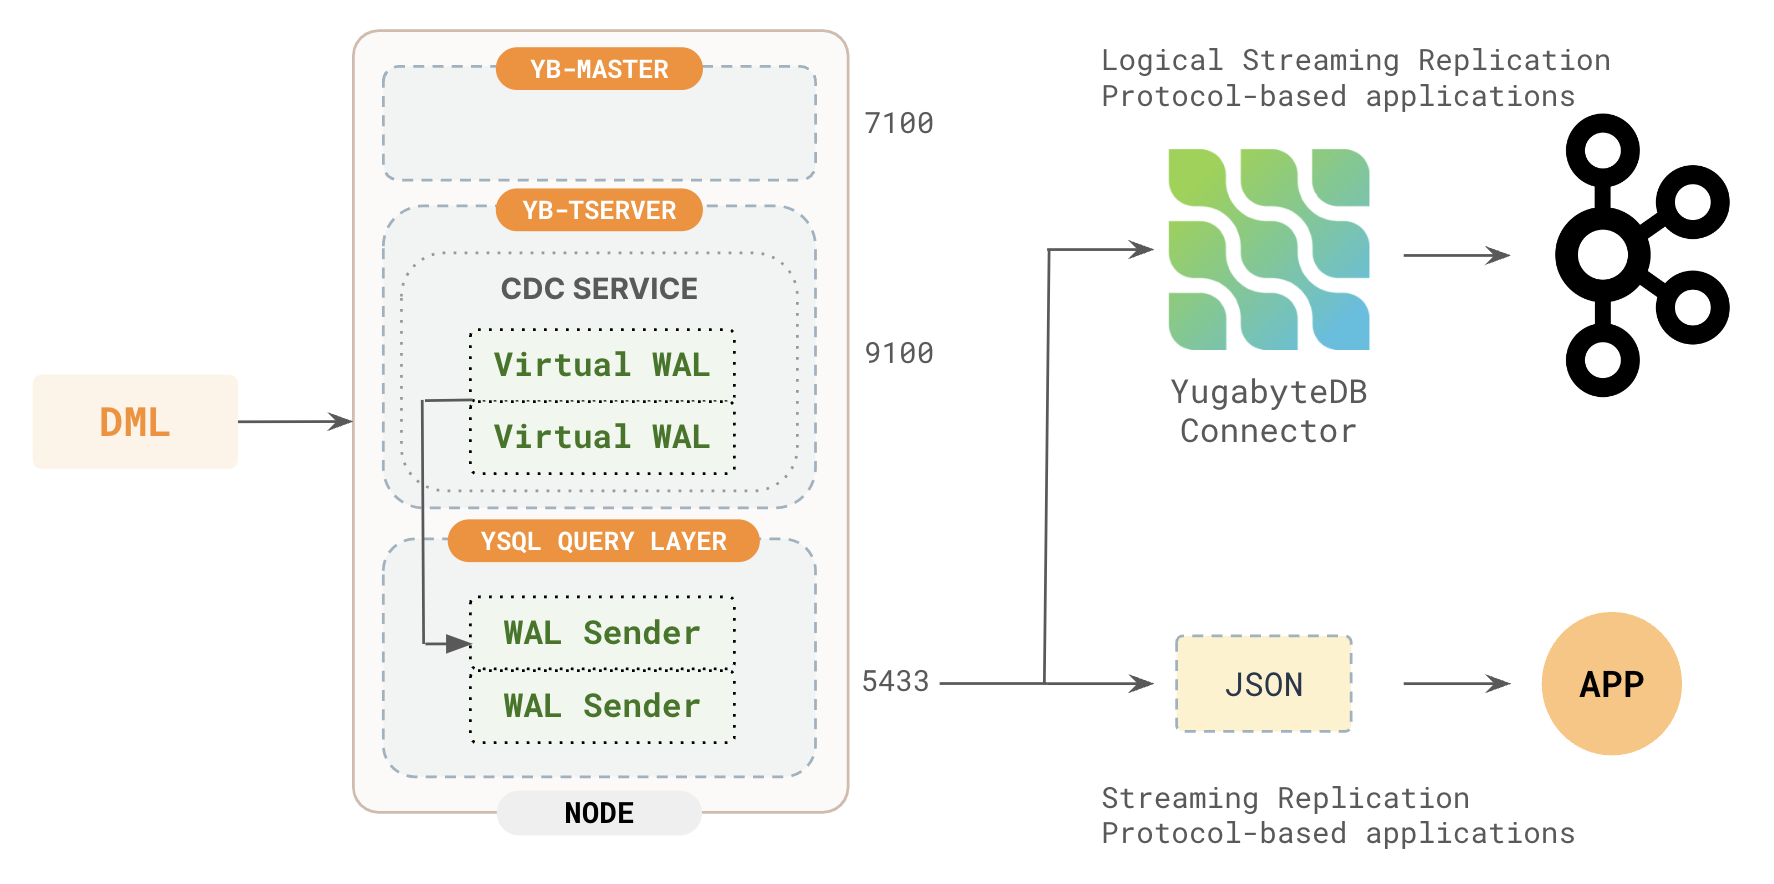 DML
YB-MASTER
7100
YB-TSERVER
CDC SERVICE
Virtual WAL
Virtual WAL
9100
YSQL QUERY LAYER
WAL Sender
WAL Sender
5433
NODE
Logical Streaming Replication
Protocol-based applications
YugabyteDB
Connector
JSON
APP
Streaming Replication
Protocol-based applications